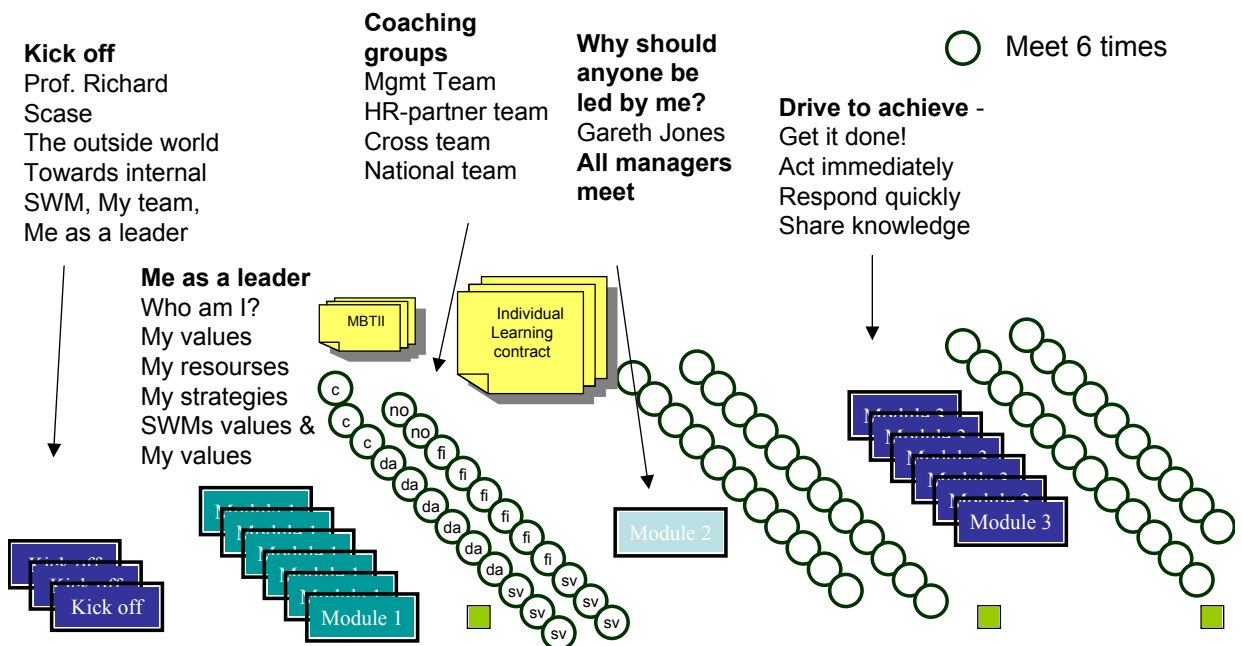 Kick off
Prof. Richard
Scase
The outside world
Towards internal
SWM, My team,
Me as a leader
Coaching
groups
Mgmt Team
HR-partner team
Cross team
National team
Why should
anyone be
led by me?
Gareth Jones
All managers
meet
Meet 6 times
Drive to achieve -
Get it done!
Act immediately
Respond quickly
Share knowledge
Me as a leader
Who am I?
My values
My resourses
My strategies
SWMs values &
My values
MBTII
Individual
Learning
contract
c
c
c
da
da
da
da
da
da
sv
sv
sv
no
no
fi
fi
fi
fi
fi
fi
sv
sv
sv
Kick off
Module 1
Module 2
Module 3